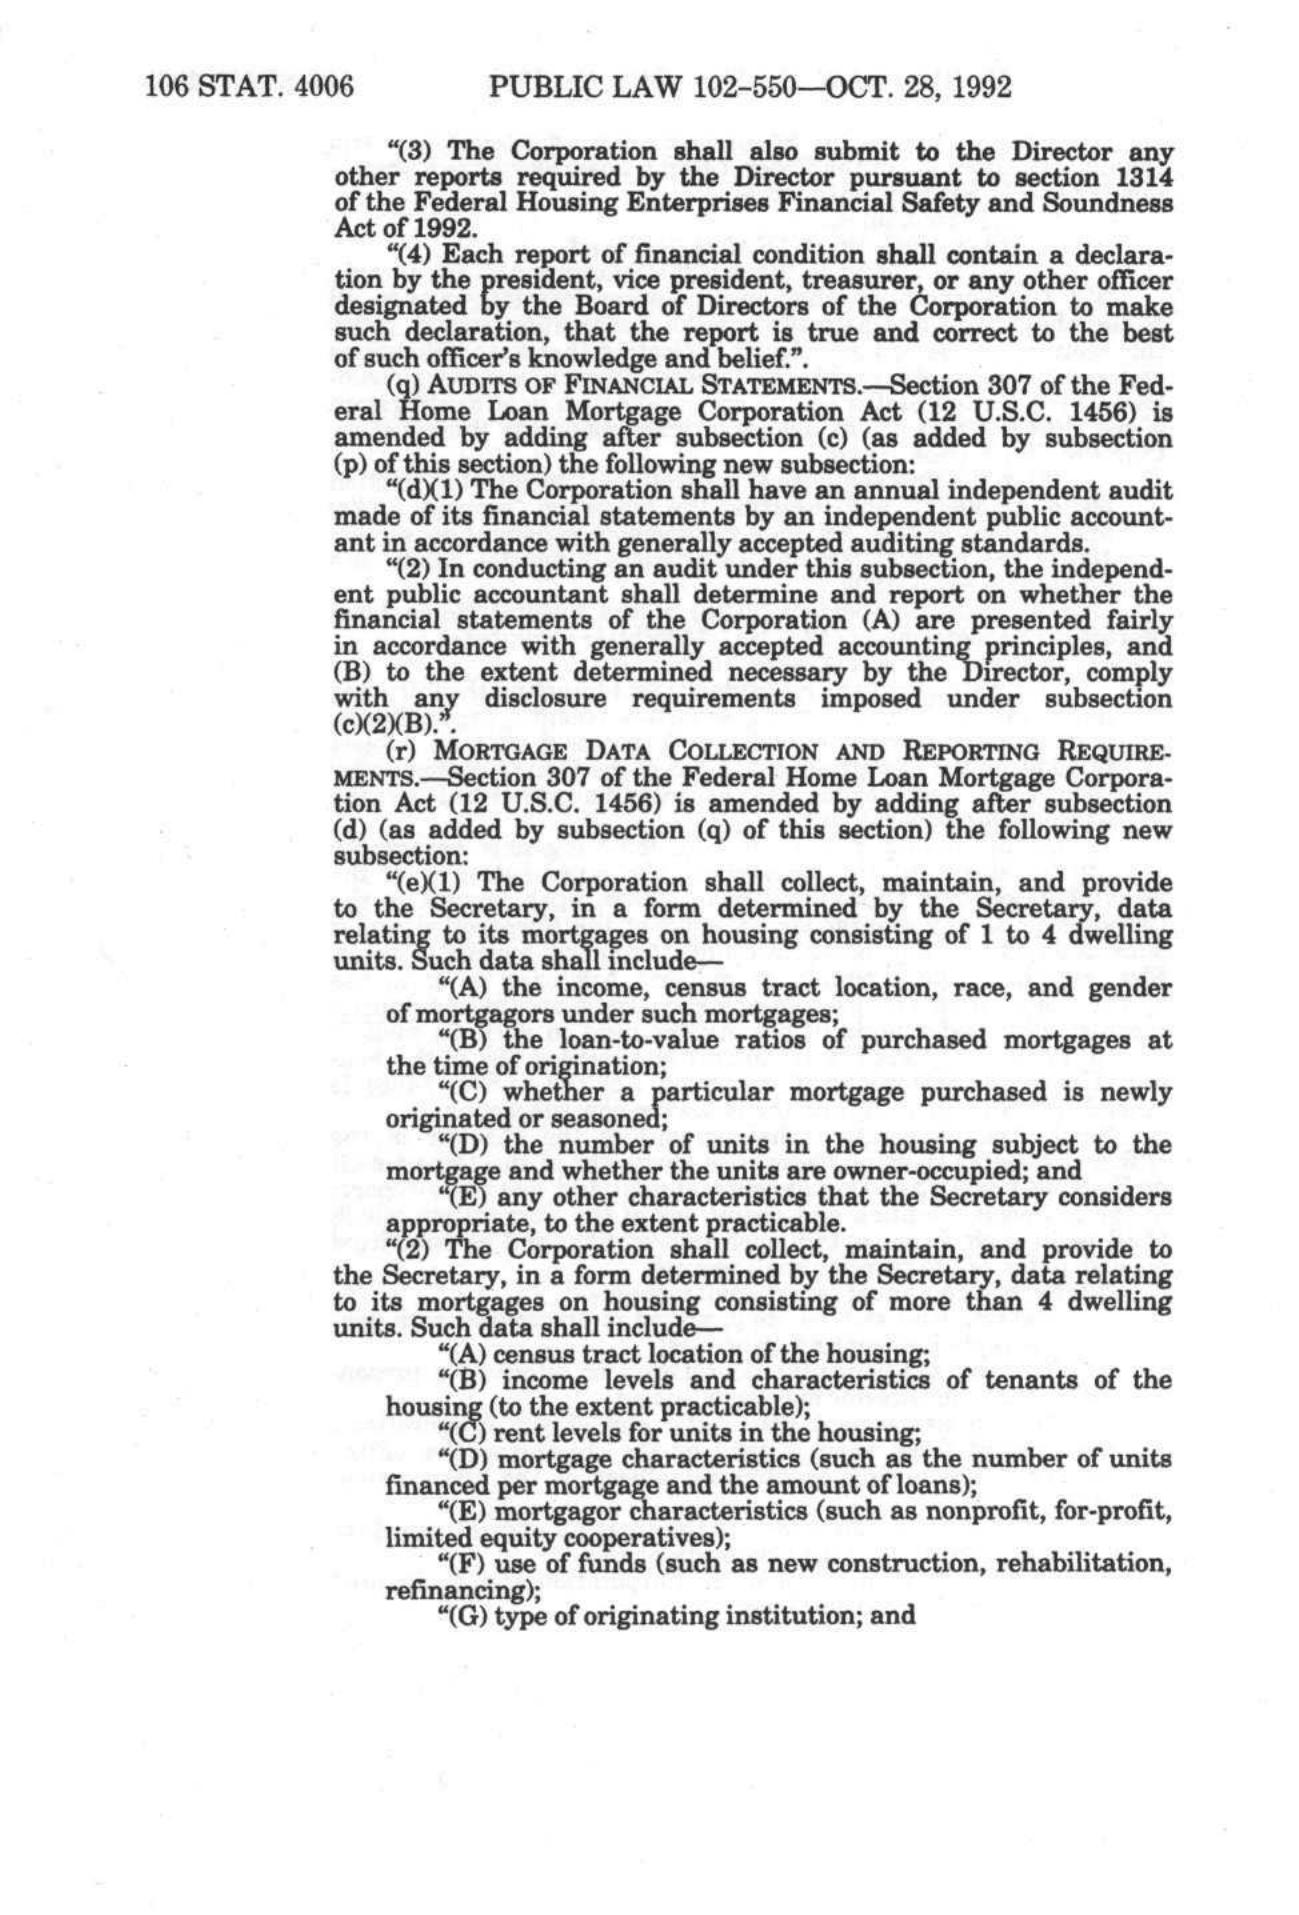 106 STAT. 4006 PUBLIC LAW 102-550—OCT. 28, 1992
"(3) The Corporation shall also submit to the Director any
other reports required by the Director pursuant to section 1314
of the Federal Housing Enterprises Financial Safety and Soundness
Act of 1992.
"(4) Each report of financial condition shall contain a declara-
tion by the president, vice president, treasurer, or any other officer
designated by the Board of Directors of the Corporation to make
such declaration, that the report is true and correct to the best
of such officer's knowledge and belief.".
(q) AUDITS OF FINANCIAL STATEMENTS.—Section 307 of the Fed-
eral Home Loan Mortgage Corporation Act (12 U.S.C. 1456) is
amended by adding after subsection (c) (as added by subsection
(p) of this section) the following new subsection:
"(d)(1) The Corporation shall have an annual independent audit
made of its financial statements by an independent public account-
ant in accordance with generally accepted auditing standards.
"(2) In conducting an audit under this subsection, the independ-
ent public accountant shall determine and report on whether the
financial statements of the Corporation (A) are presented fairly
in accordance with generally accepted accounting principles, and
(B) to the extent determined necessary by the Director, comply
with any disclosure requirements imposed under subsection
(c)(2)(B).".
(r) MORTGAGE DATA COLLECTION AND REPORTING REQUIRE-
MENTS.—Section 307 of the Federal Home Loan Mortgage Corpora-
tion Act (12 U.S.C. 1456) is amended by adding after subsection
(d) (as added by subsection (q) of this section) the following new
subsection:
"(e)(1) The Corporation shall collect, maintain, and provide
to the Secretary, in a form determined by the Secretary, data
relating to its mortgages on housing consisting of 1 to 4 dwelling
units. Such data shall include—
"(A) the income, census tract location, race, and gender
of mortgagors under such mortgages;
"(B) the loan-to-value ratios of purchased mortgages at
the time of origination;
"(C) whether a particular mortgage purchased is newly
originated or seasoned;
"(D) the number of units in the housing subject to the
mortgage and whether the units are owner-occupied; and
"(E) any other characteristics that the Secretary considers
appropriate, to the extent practicable.
"(2) The Corporation shall collect, maintain, and provide to
the Secretary, in a form determined by the Secretary, data relating
to its mortgages on housing consisting of more than 4 dwelling
units. Such data shall include—
"(A) census tract location of the housing;
"(B) income levels and characteristics of tenants of the
housing (to the extent practicable);
"(C) rent levels for units in the housing;
"(D) mortgage characteristics (such as the number of units
financed per mortgage and the amount of loans);
"(E) mortgagor characteristics (such as nonprofit, for-profit,
limited equity cooperatives);
"(F) use of funds (such as new construction, rehabilitation,
refinancing);
"(G) type of originating institution; and